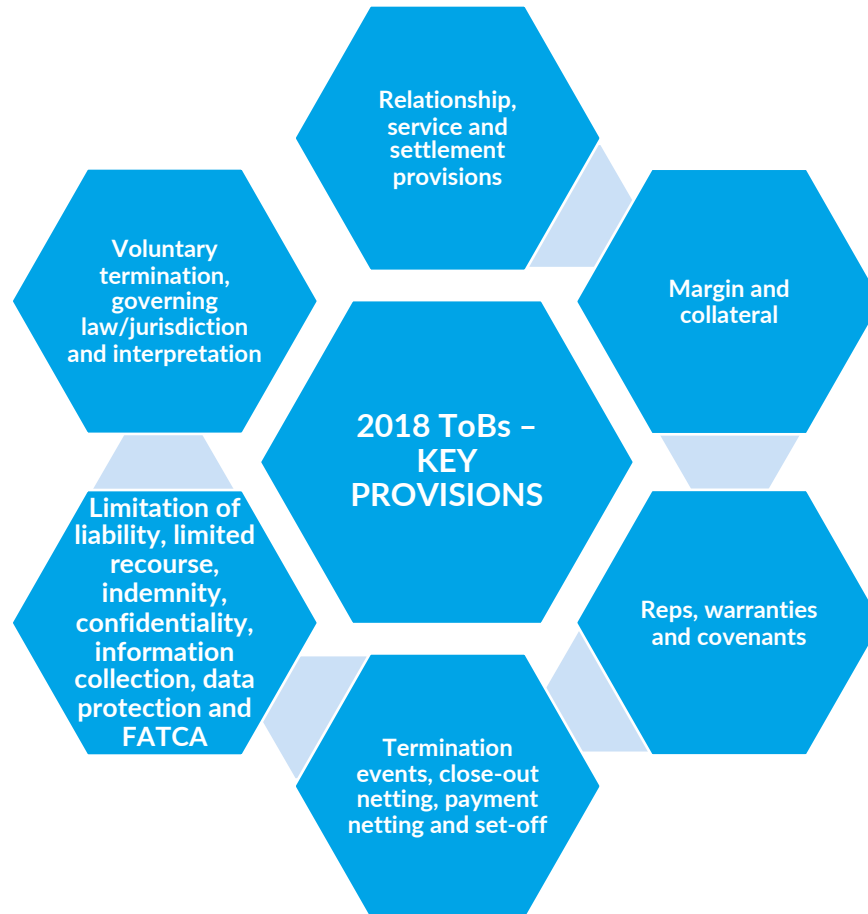 Relationship,
service and
settlement
provisions
Margin and
collateral
Reps, warranties
and covenants
Termination
events, close-out
netting, payment
netting and set-off
Limitation of
liability, limited
recourse,
indemnity,
confidentiality,
information
collection, data
protection and
FATCA
Voluntary
termination,
governing
law/jurisdiction
and interpretation
2018 ToBs –
KEY
PROVISIONS